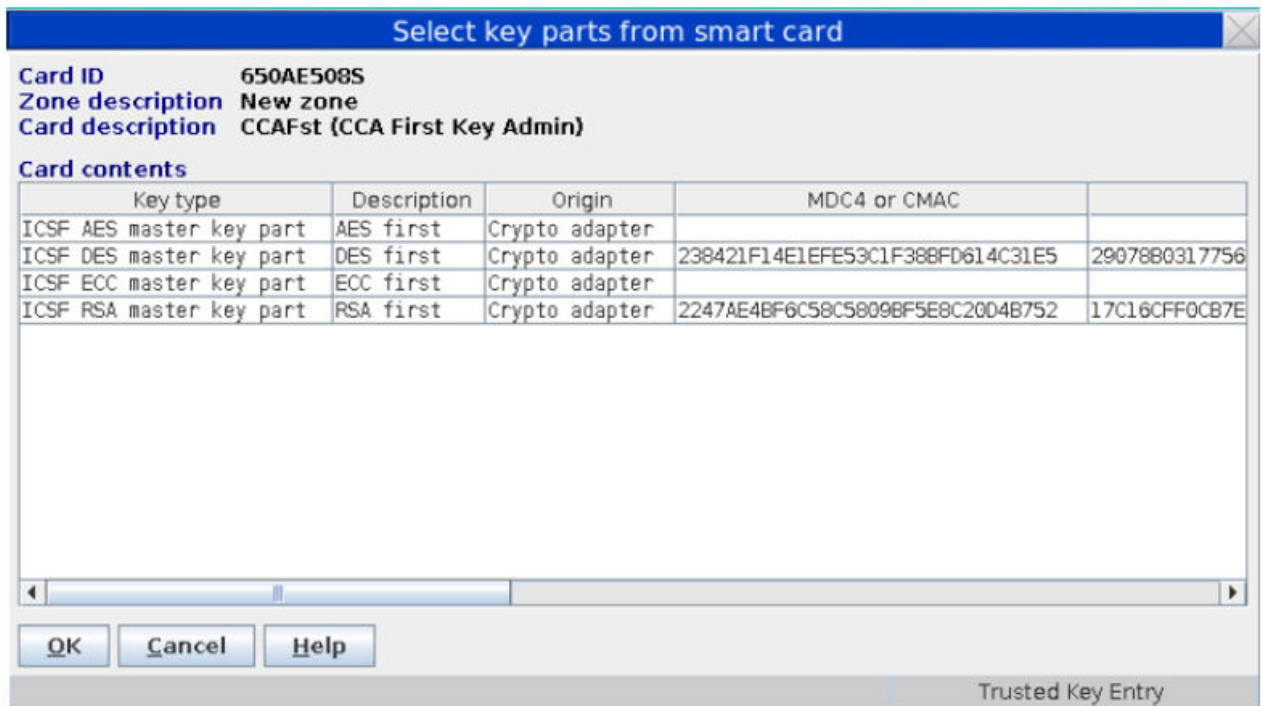 Select key parts from smart card
Card ID 650AE508S
Zone description New zone
Card description CCAFst (CCA First Key Admin)
Card contents
Key type Description Origin MDC4 or CMAC
ICSF AES master key part AES first Crypto adapter
ICSF DES master key part DES first Crypto adapter 238421F14E1EFE53C1F38BFD614C31E5 29078B0317756
ICSF ECC master key part ECC first Crypto adapter
ICSF RSA master key part RSA first Crypto adapter 2247AE4BF6C58C5809BF5E8C20D4B752 17C16CFF0CB7E
OK Cancel Help
Trusted Key Entry